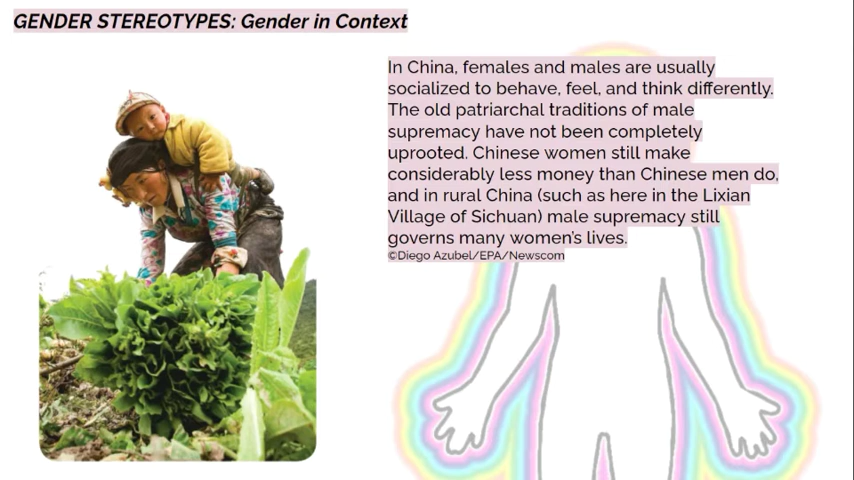 GENDER STEREOTYPES: Gender in Context
In China, females and males are usually
socialized to behave, feel, and think differently.
The old patriarchal traditions of male
supremacy have not been completely
uprooted. Chinese women still make
considerably less money than Chinese men do,
and in rural China (such as here in the Lixian
Village of Sichuan) male supremacy still
governs many women's lives.
©Diego Azubel/EPA/Newscom